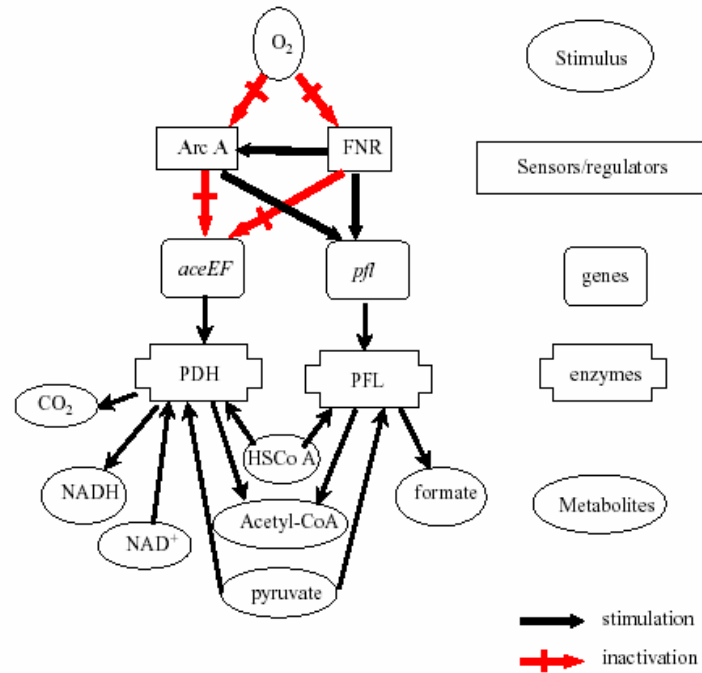 O₂
Stimulus
Arc A
FNR
Sensors/regulators
aceEF
pfl
genes
PDH
PFL
enzymes
CO₂
HSCo A
NADH
formate
Metabolites
Acetyl-CoA
NAD⁺
pyruvate
stimulation
inactivation